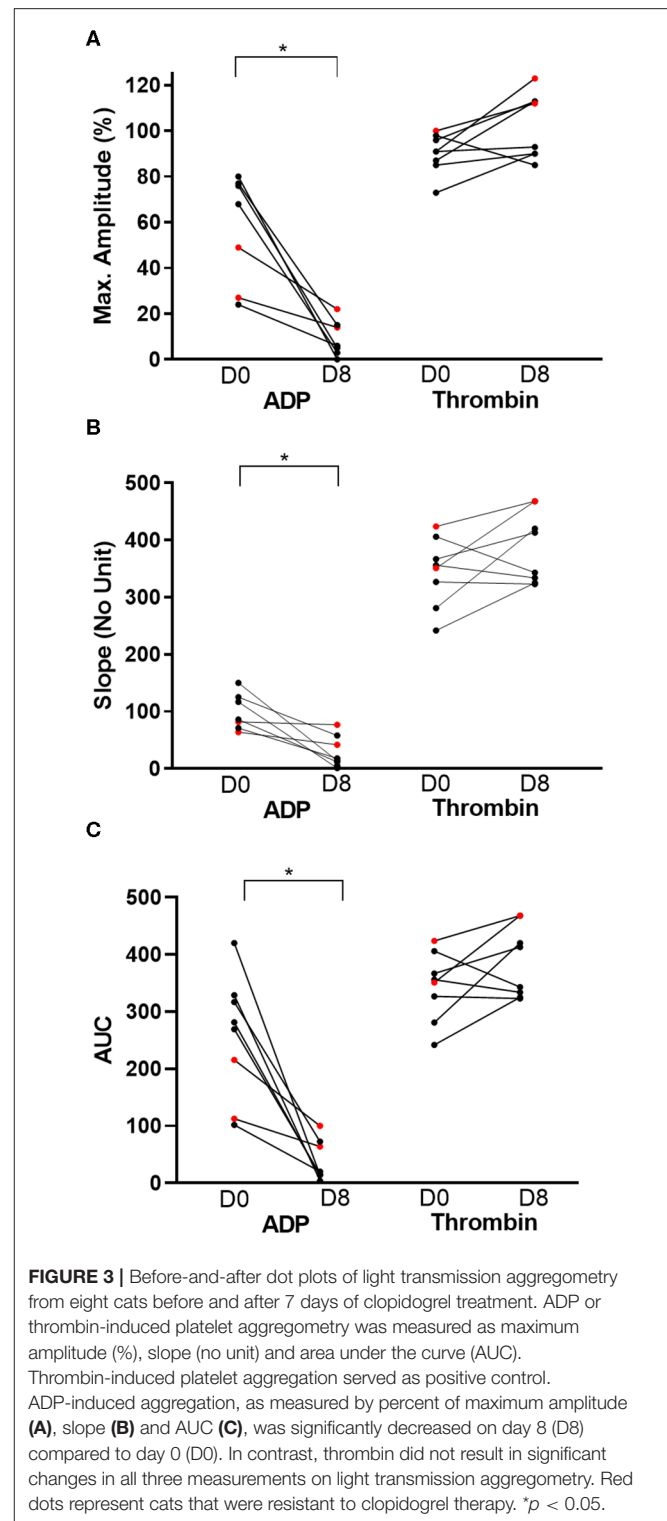 A
*
120
100
80
60
40
20
0
Max. Amplitude (%)
D0 D8 D0 D8
ADP Thrombin
B
*
500
400
300
200
100
0
Slope (No Unit)
D0 D8 D0 D8
ADP Thrombin
C
*
500
400
300
200
100
0
AUC
D0 D8 D0 D8
ADP Thrombin
FIGURE 3 | Before-and-after dot plots of light transmission aggregometry
from eight cats before and after 7 days of clopidogrel treatment. ADP or
thrombin-induced platelet aggregometry was measured as maximum
amplitude (%), slope (no unit) and area under the curve (AUC).
Thrombin-induced platelet aggregation served as positive control.
ADP-induced aggregation, as measured by percent of maximum amplitude
(A), slope (B) and AUC (C), was significantly decreased on day 8 (D8)
compared to day 0 (D0). In contrast, thrombin did not result in significant
changes in all three measurements on light transmission aggregometry. Red
dots represent cats that were resistant to clopidogrel therapy. *p < 0.05.